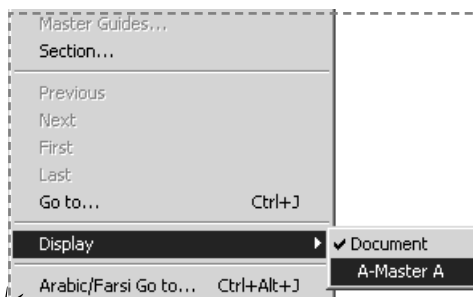 Master Guides...
Section...
Previous
Next
First
Last
Go to... Ctrl+J
Display
Document
A-Master A
Arabic/Farsi Go to... Ctrl+Alt+J